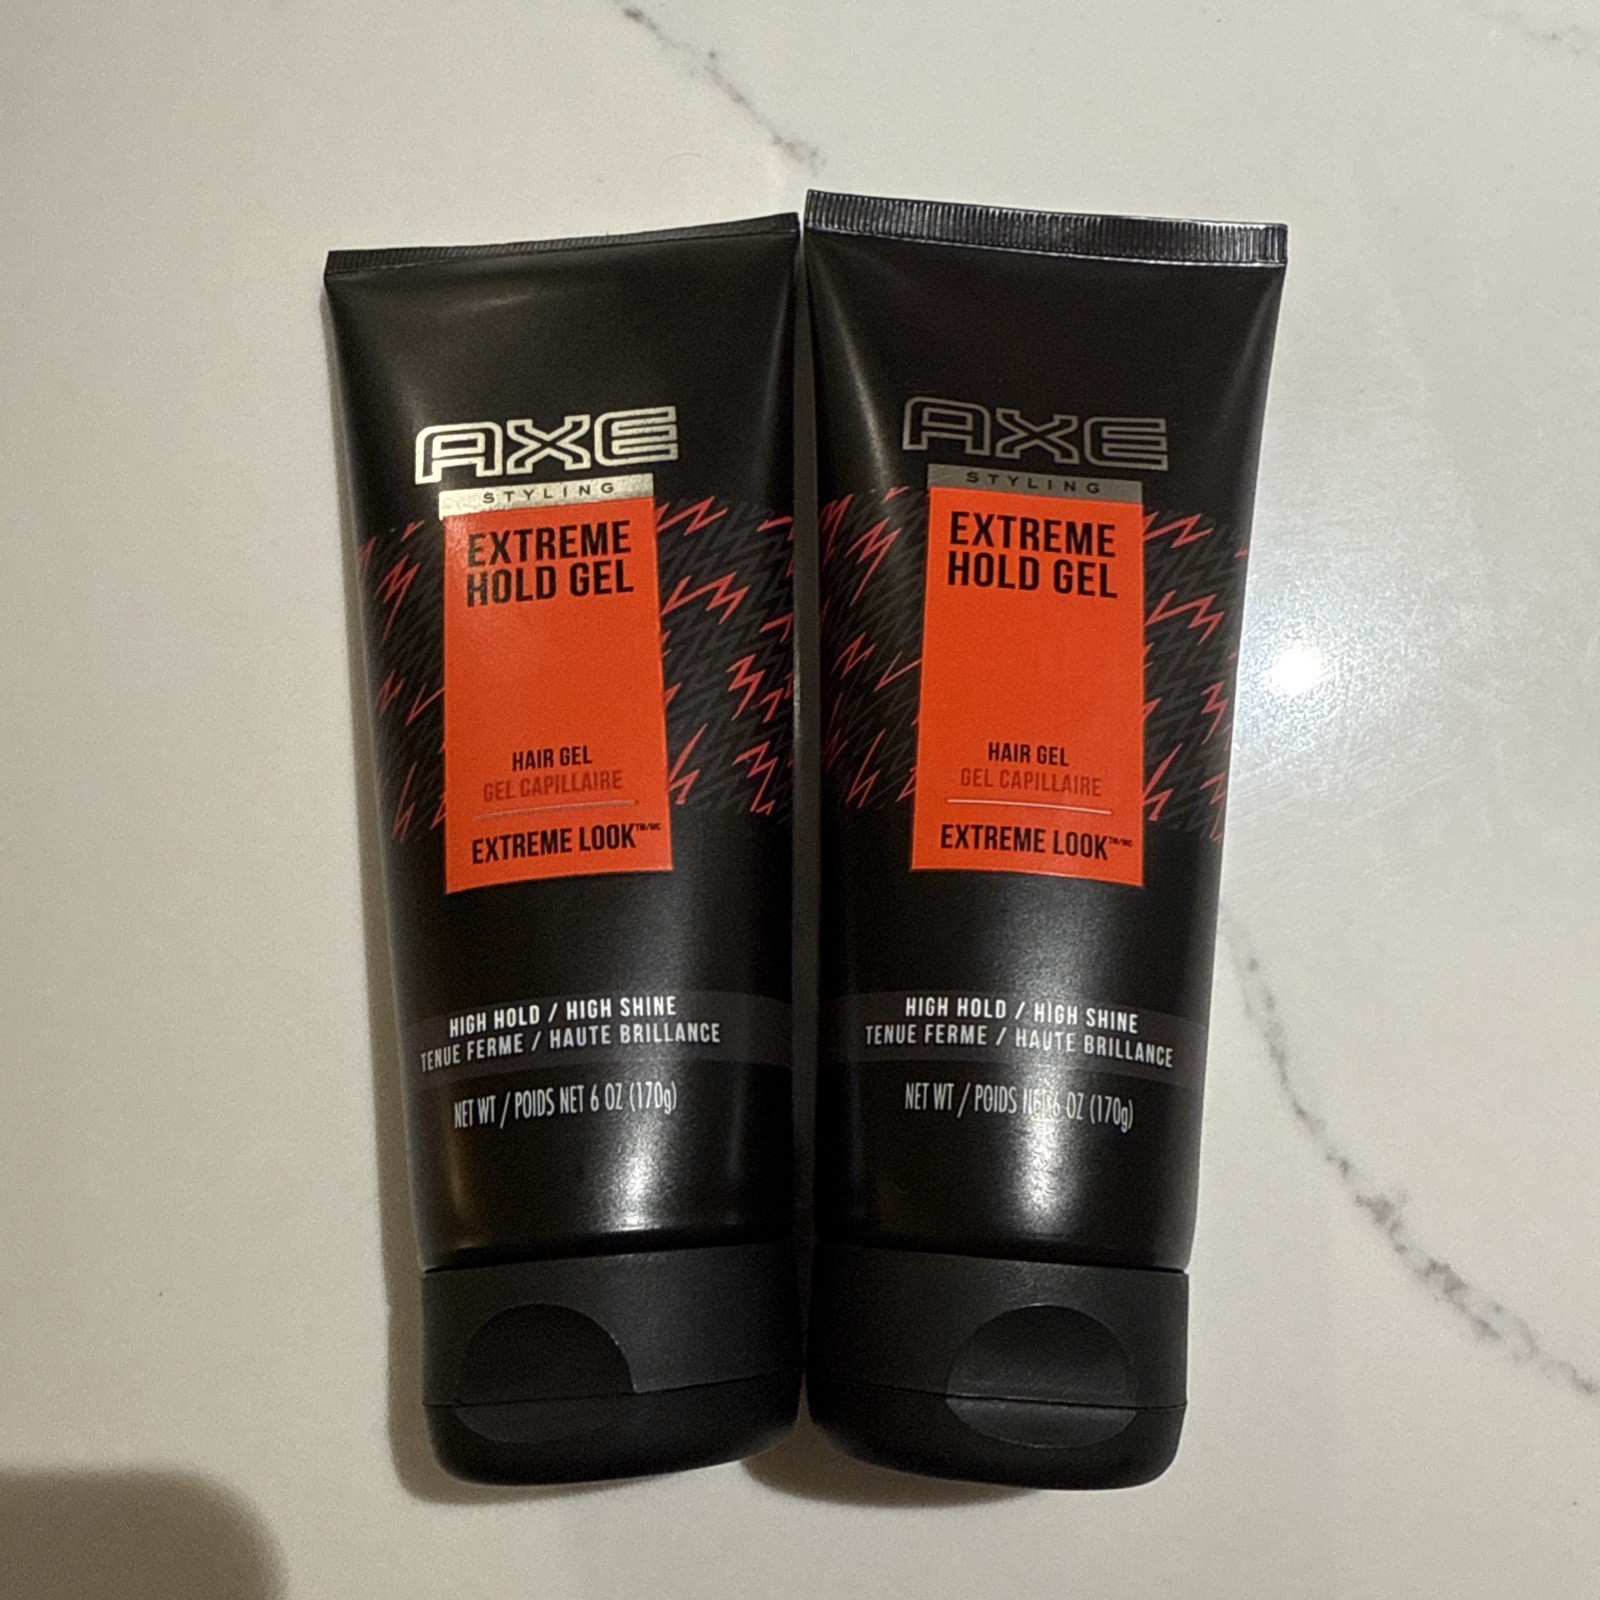 AXE
STYLING
EXTREME
HOLD GEL
HAIR GEL
GEL CAPILLAIRE
EXTREME LOOK™/MC
HIGH HOLD / HIGH SHINE
TENUE FERME / HAUTE BRILLANCE
NET WT / POIDS NET 6 OZ (170g)
AXE
STYLING
EXTREME
HOLD GEL
HAIR GEL
GEL CAPILLAIRE
EXTREME LOOK™/MC
HIGH HOLD / HIGH SHINE
TENUE FERME / HAUTE BRILLANCE
NET WT / POIDS NET 6 OZ (170g)